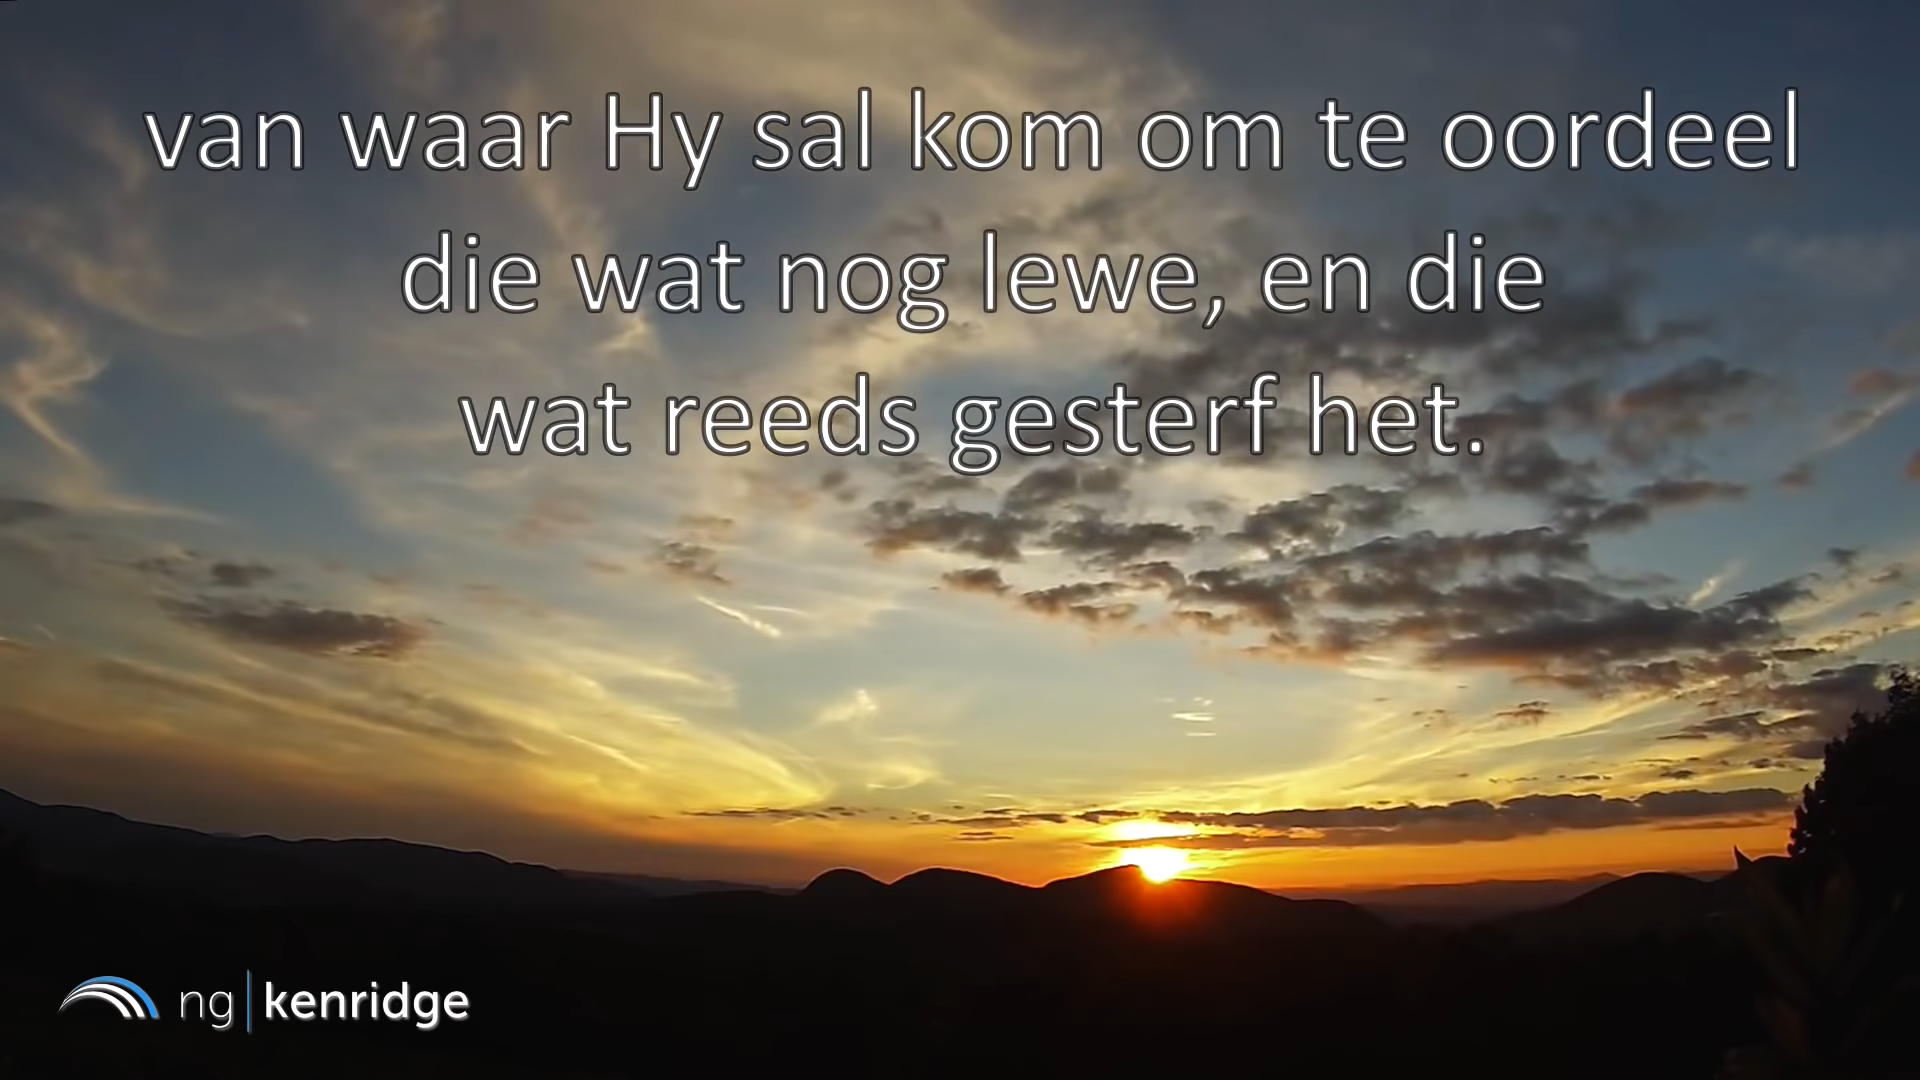 van waar Hy sal kom om te oordeel
die wat nog lewe, en die
wat reeds gesterf het.
ng | kenridge